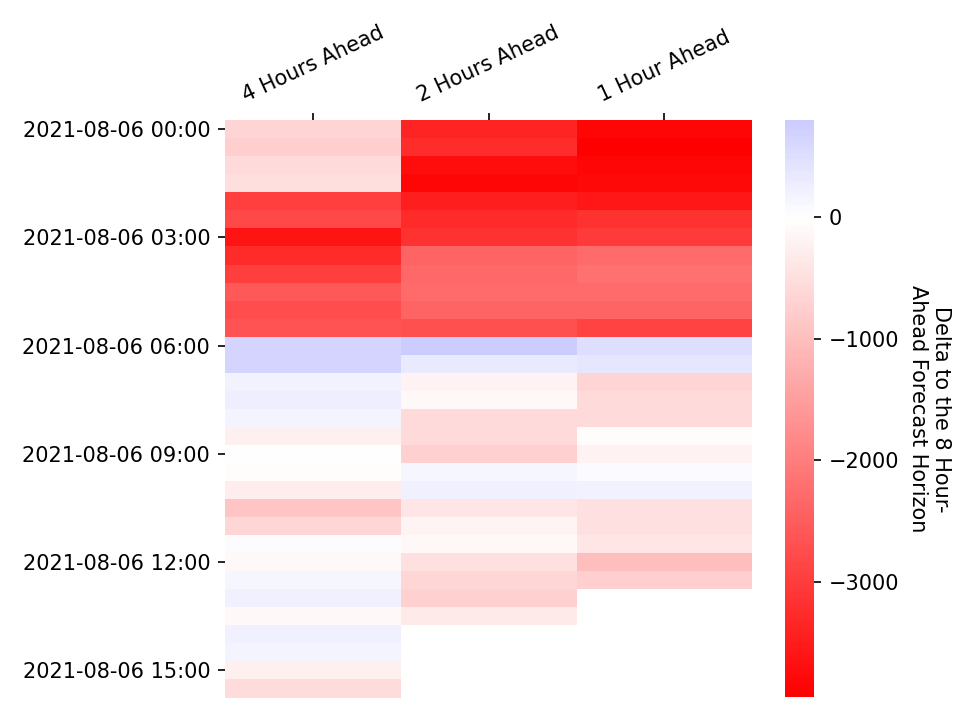 4 Hours Ahead
2 Hours Ahead
1 Hour Ahead
2021-08-06 00:00
2021-08-06 03:00
2021-08-06 06:00
2021-08-06 09:00
2021-08-06 12:00
2021-08-06 15:00
0
−1000
−2000
−3000
Delta to the 8 Hour-
Ahead Forecast Horizon